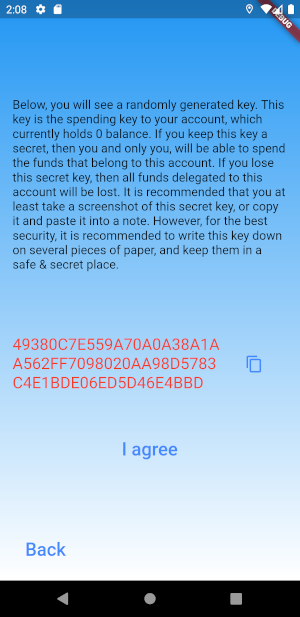 2:08
DEBUG
Below, you will see a randomly generated key. This
key is the spending key to your account, which
currently holds 0 balance. If you keep this key a
secret, then you and only you, will be able to spend
the funds that belong to this account. If you lose
this secret key, then all funds delegated to this
account will be lost. It is recommended that you at
least take a screenshot of this secret key, or copy
it and paste it into a note. However, for the best
security, it is recommended to write this key down
on several pieces of paper, and keep them in a
safe & secret place.
49380C7E559A70A0A38A1A
A562FF7098020AA98D5783
C4E1BDE06ED5D46E4BBD
I agree
Back